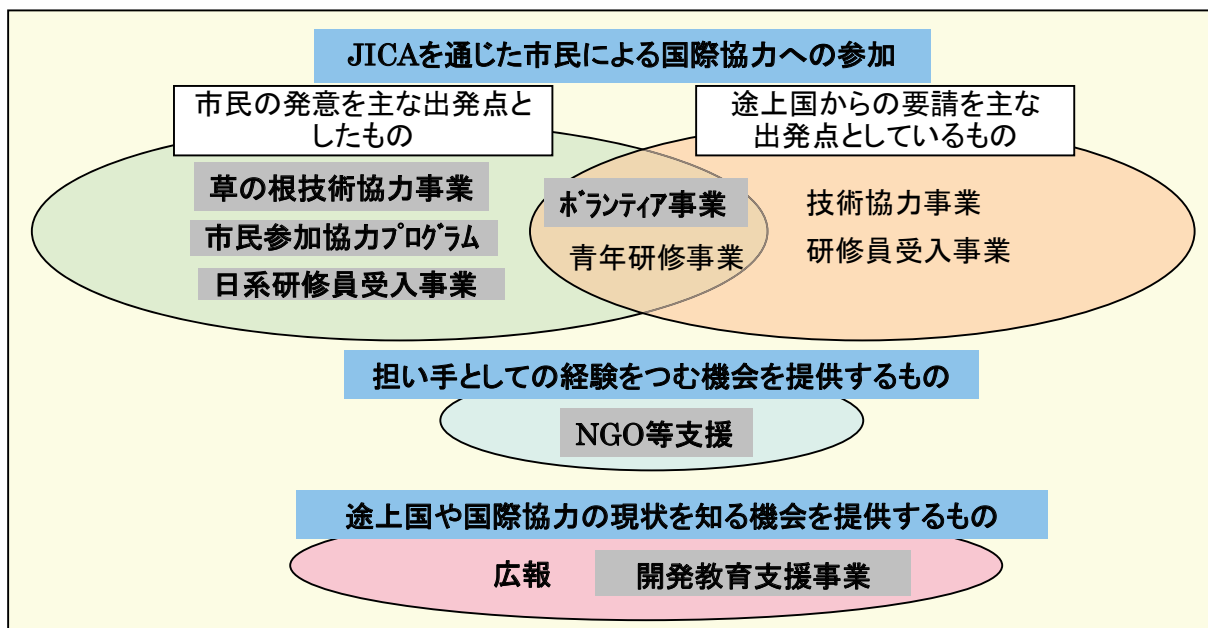 JICAを通じた市民による国際協力への参加
市民の発意を主な出発点と
したもの
途上国からの要請を主な
出発点としているもの
草の根技術協力事業
市民参加協力プログラム
日系研修員受入事業
ボランティア事業
青年研修事業
技術協力事業
研修員受入事業
担い手としての経験をつむ機会を提供するもの
NGO等支援
途上国や国際協力の現状を知る機会を提供するもの
広報
開発教育支援事業